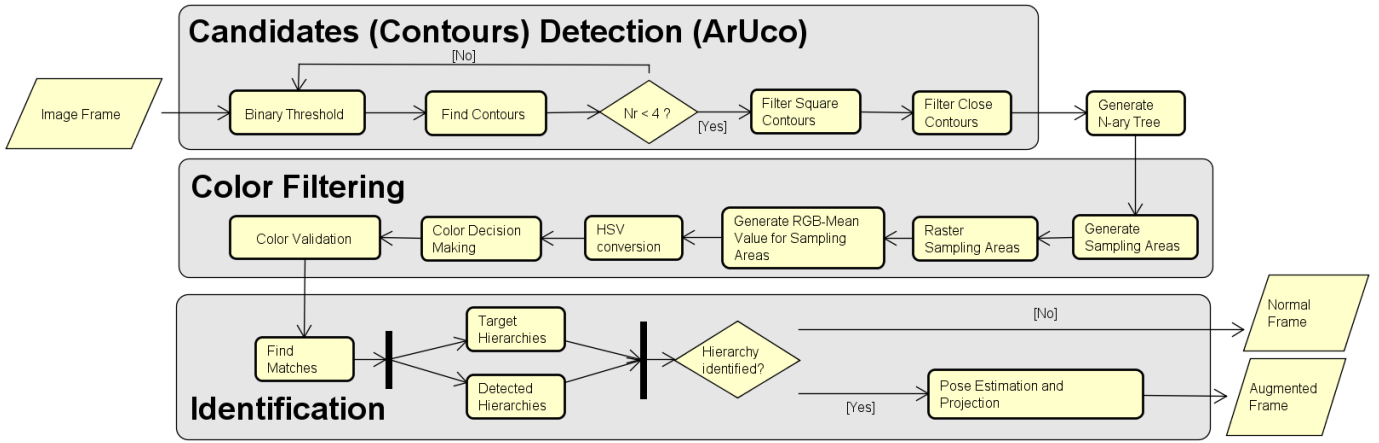 Candidates (Contours) Detection (ArUco)
[No]
Image Frame
Binary Threshold
Find Contours
Nr < 4 ?
[Yes]
Filter Square
Contours
Filter Close
Contours
Generate
N-ary Tree
Color Filtering
Color Validation
Color Decision
Making
HSV
conversion
Generate RGB-Mean
Value for Sampling
Areas
Raster
Sampling Areas
Generate
Sampling Areas
Find
Matches
Target
Hierarchies
Detected
Hierarchies
Hierarchy
identified?
[No]
Normal
Frame
[Yes]
Pose Estimation and
Projection
Augmented
Frame
Identification